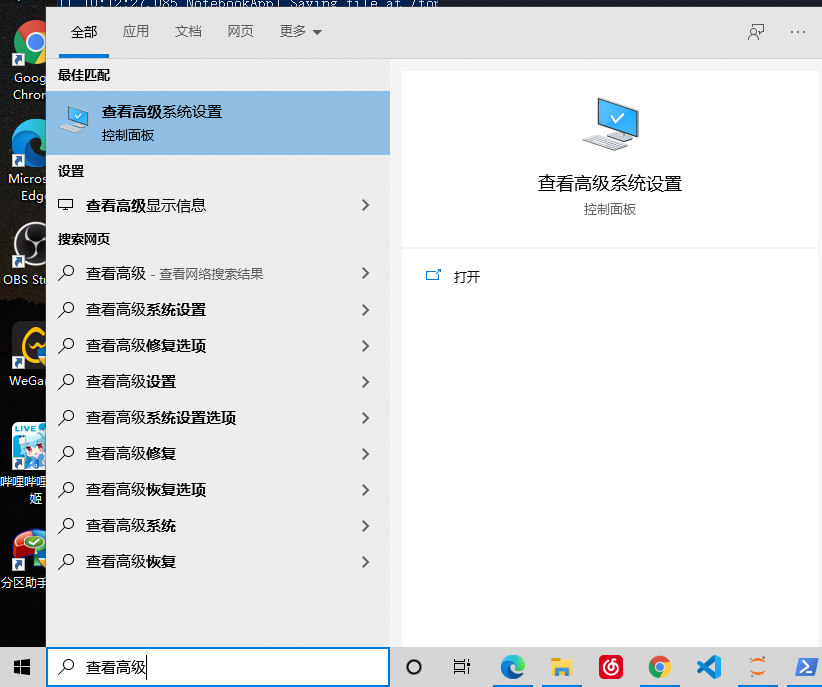 [I 10:12:27.085 NotebookApp] Saving file at /tor
全部
应用
文档
网页
更多
最佳匹配
查看高级系统设置
控制面板
设置
查看高级显示信息
搜索网页
查看高级 - 查看网络搜索结果
查看高级系统设置
查看高级修复选项
查看高级设置
查看高级系统设置选项
查看高级修复
查看高级恢复选项
查看高级系统
查看高级恢复
查看高级系统设置
控制面板
打开
Goog
Chron
Micros
Edge
OBS Stu
WeGam
LIVE
哔哩哔哩
姬
分区助手
查看高级